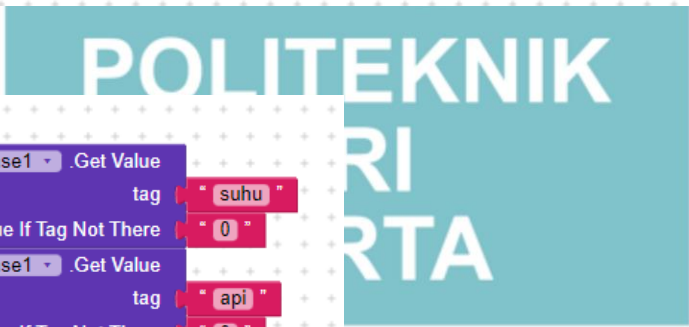 POLITEKNIK
RI
RTA
se1 .Get Value
tag " suhu "
ue If Tag Not There " 0 "
se1 .Get Value
tag " api "